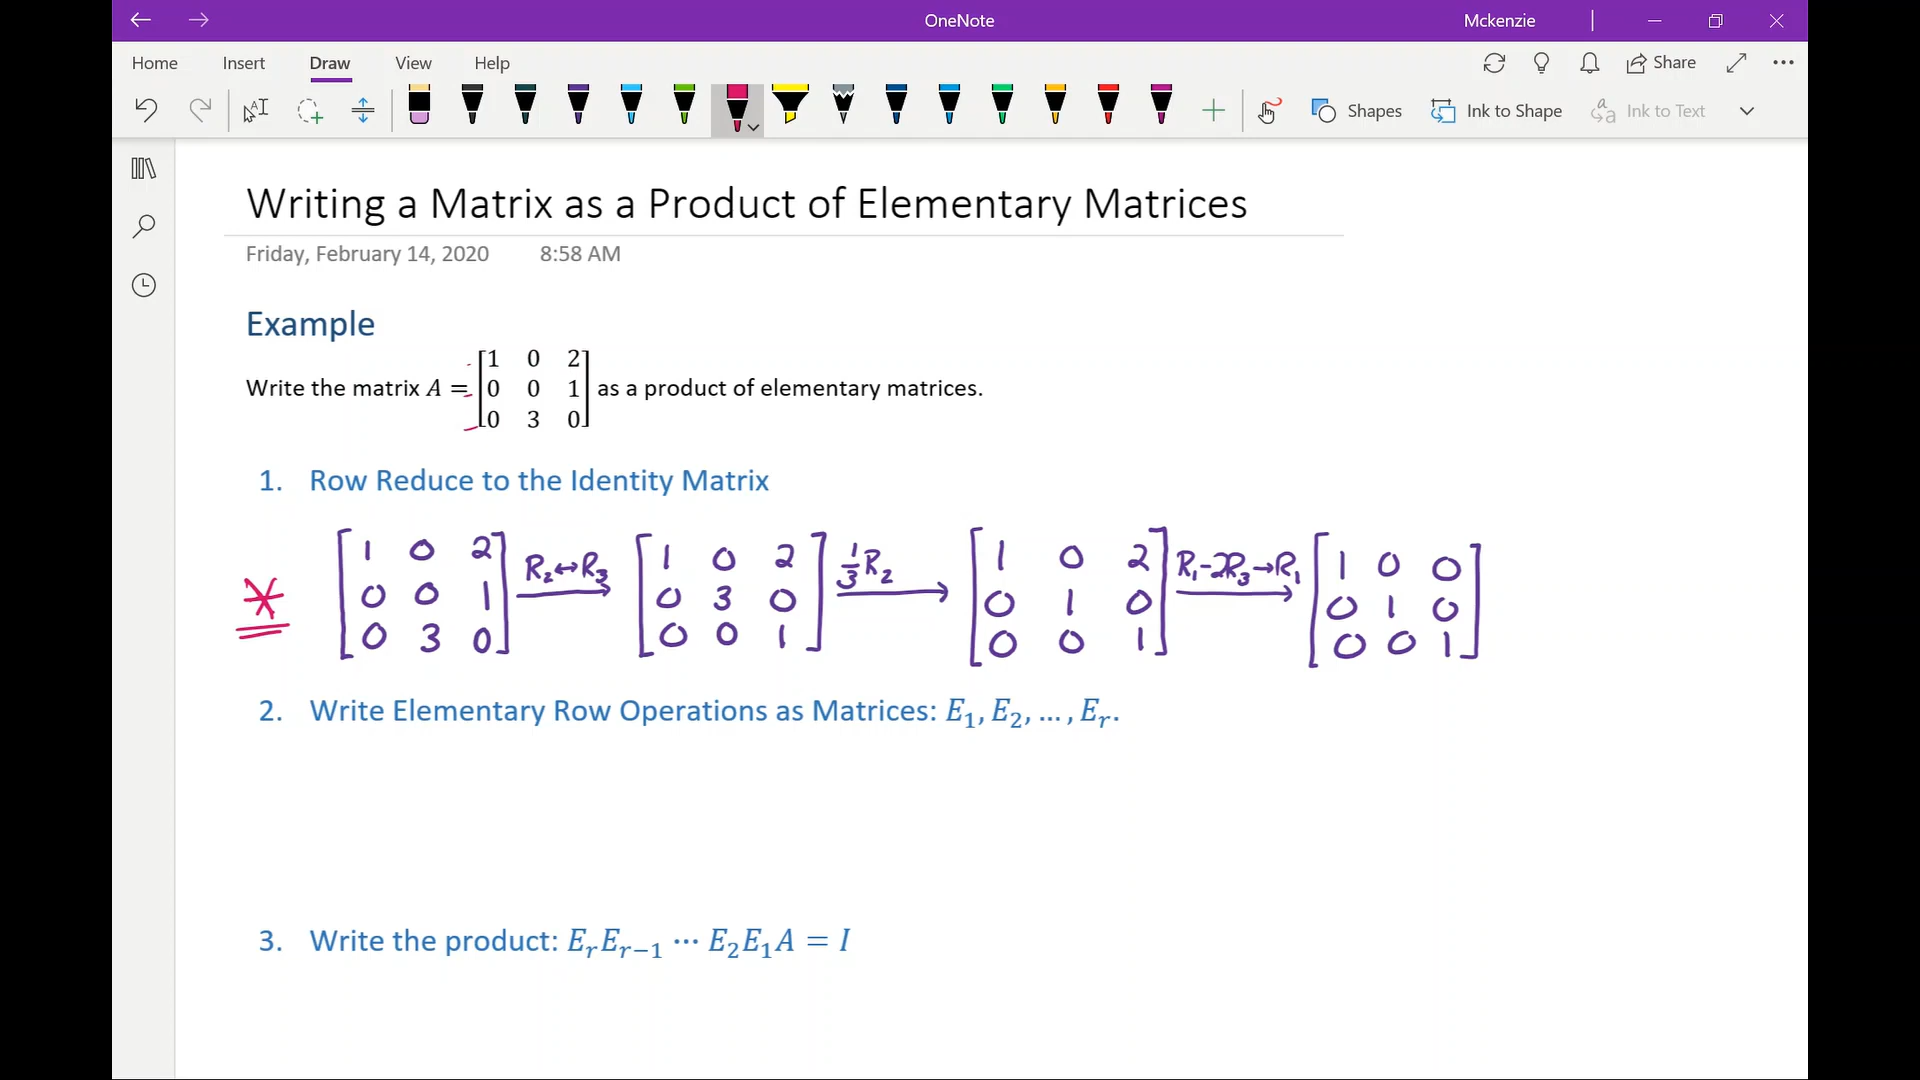 OneNote
Mckenzie
Home Insert Draw View Help
Share
Shapes Ink to Shape Ink to Text
Writing a Matrix as a Product of Elementary Matrices
Friday, February 14, 2020 8:58 AM
Example
Write the matrix A = [1 0 2; 0 0 1; 0 3 0] as a product of elementary matrices.
1. Row Reduce to the Identity Matrix
[1 0 2 R₂↔R₃ [1 0 2] ⅓R₂ [1 0 2] R₁-2R₃→R₁ [1 0 0]
* 0 0 1 0 3 0 0 1 0 0 1 0
0 3 0] 0 0 1 0 0 1 0 0 1
2. Write Elementary Row Operations as Matrices: E₁, E₂, … , Eᵣ.
3. Write the product: EᵣEᵣ₋₁ ⋯ E₂E₁A = I